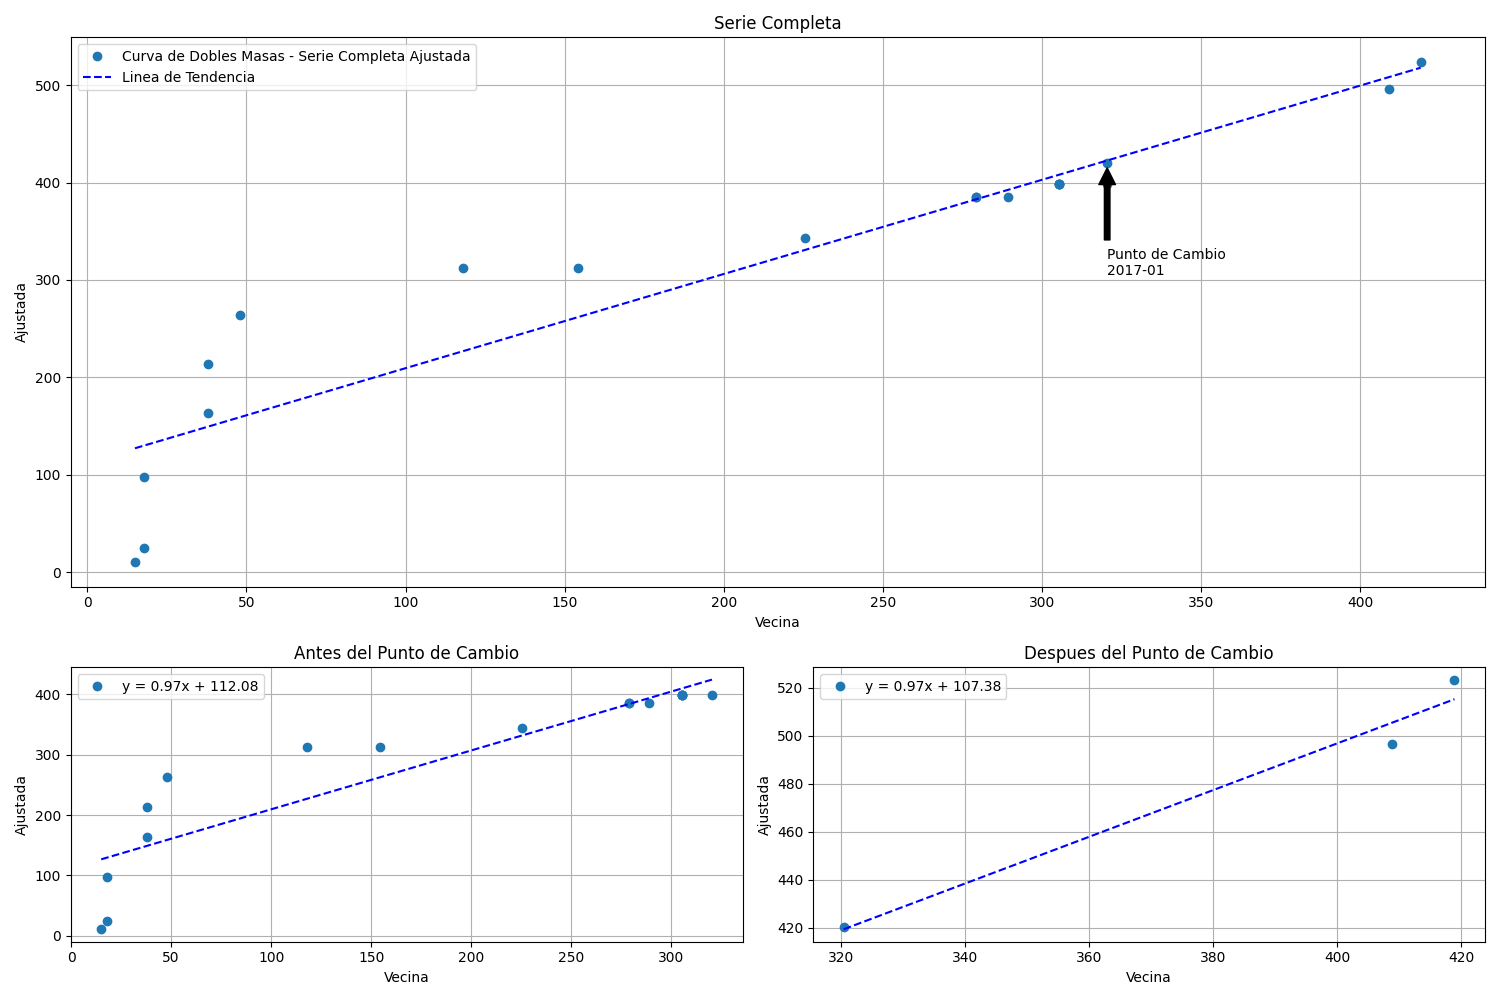 Serie Completa
Curva de Dobles Masas - Serie Completa Ajustada
Linea de Tendencia
500
400
300
200
100
0
Ajustada
Punto de Cambio
2017-01
0 50 100 150 200 250 300 350 400
Vecina
Antes del Punto de Cambio
y = 0.97x + 112.08
400
300
200
100
0
Ajustada
0 50 100 150 200 250 300
Vecina
Despues del Punto de Cambio
y = 0.97x + 107.38
520
500
480
460
440
420
Ajustada
320 340 360 380 400 420
Vecina